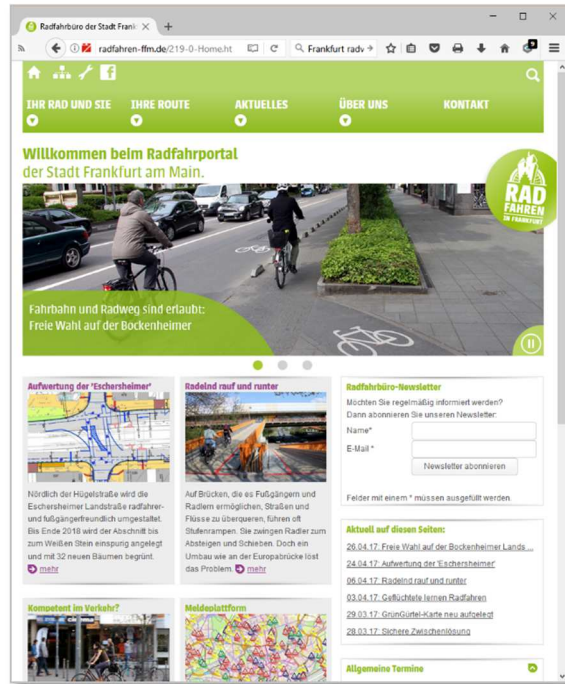 Radfahrbüro der Stadt Frank
radfahren-ffm.de/219-0-Home.ht
Frankfurt radv
IHR RAD UND SIE
IHRE ROUTE
AKTUELLES
ÜBER UNS
KONTAKT
Willkommen beim Radfahrportal
der Stadt Frankfurt am Main.
RAD
FAHREN
IN FRANKFURT
Fahrbahn und Radweg sind erlaubt:
Freie Wahl auf der Bockenheimer
Aufwertung der 'Eschersheimer'
Nördlich der Hügelstraße wird die
Eschersheimer Landstraße radfahrer-
und fußgängerfreundlich umgestaltet.
Bis Ende 2018 wird der Abschnitt bis
zum Weißen Stein einspurig angelegt
und mit 32 neuen Bäumen begrünt.
mehr
Radelnd rauf und runter
Auf Brücken, die es Fußgängern und
Radlern ermöglichen, Straßen und
Flüsse zu überqueren, führen oft
Stufenrampen. Sie zwingen Radler zum
Absteigen und Schieben. Doch ein
Umbau wie an der Europabrücke löst
das Problem. mehr
Radfahrbüro-Newsletter
Möchten Sie regelmäßig informiert werden?
Dann abonnieren Sie unseren Newsletter:
Name*
E-Mail *
Newsletter abonnieren
Felder mit einem * müssen ausgefüllt werden.
Aktuell auf diesen Seiten:
26.04.17: Freie Wahl auf der Bockenheimer Lands ...
24.04.17: Aufwertung der 'Eschersheimer'
06.04.17: Radelnd rauf und runter
03.04.17: Geflüchtete lernen Radfahren
29.03.17: GrünGürtel-Karte neu aufgelegt
28.03.17: Sichere Zwischenlösung
Kompetent im Verkehr?
Meldeplattform
Allgemeine Termine